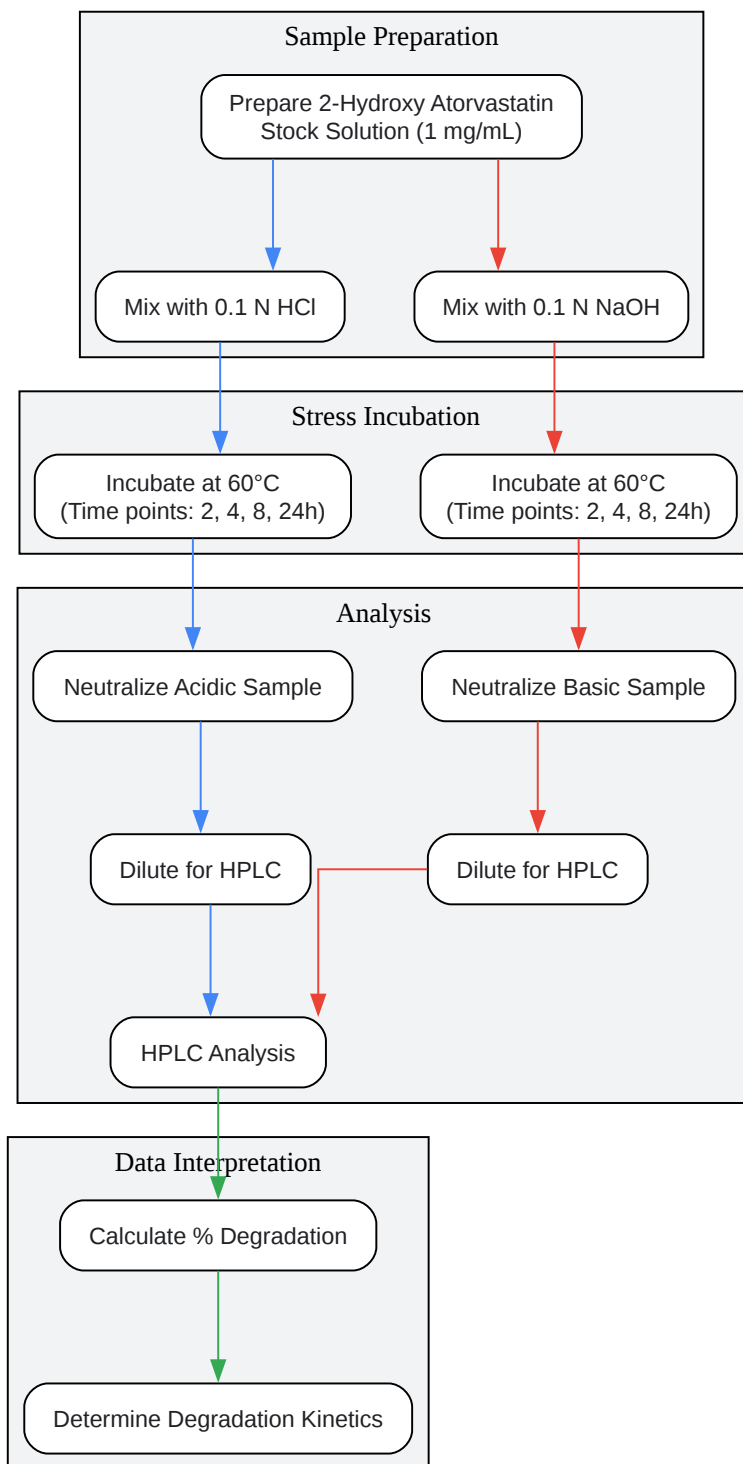 Sample Preparation
Prepare 2-Hydroxy Atorvastatin
Stock Solution (1 mg/mL)
Mix with 0.1 N HCl
Mix with 0.1 N NaOH
Stress Incubation
Incubate at 60°C
(Time points: 2, 4, 8, 24h)
Incubate at 60°C
(Time points: 2, 4, 8, 24h)
Analysis
Neutralize Acidic Sample
Neutralize Basic Sample
Dilute for HPLC
Dilute for HPLC
HPLC Analysis
Data Interpretation
Calculate % Degradation
Determine Degradation Kinetics